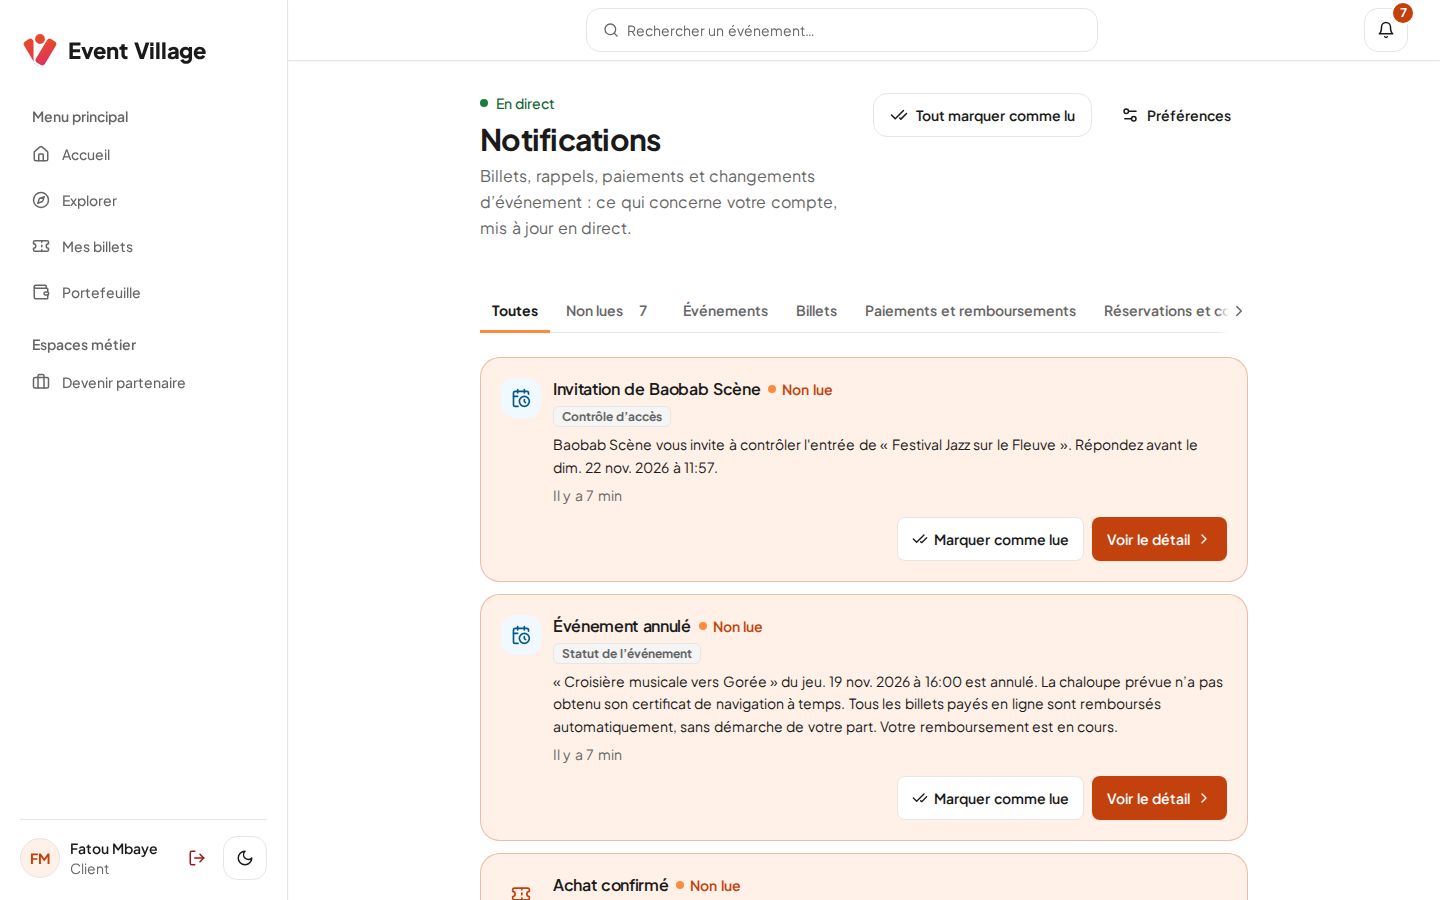 Event Village
Rechercher un événement...
7
Menu principal
Accueil
Explorer
Mes billets
Portefeuille
Espaces métier
Devenir partenaire
FM
Fatou Mbaye
Client
En direct
Notifications
Billets, rappels, paiements et changements
d'événement : ce qui concerne votre compte,
mis à jour en direct.
Tout marquer comme lu
Préférences
Toutes
Non lues 7
Événements
Billets
Paiements et remboursements
Réservations et
Invitation de Baobab Scène
Non lue
Contrôle d'accès
Baobab Scène vous invite à contrôler l'entrée de « Festival Jazz sur le Fleuve ». Répondez avant le
dim. 22 nov. 2026 à 11:57.
Il y a 7 min
Marquer comme lue
Voir le détail
Événement annulé
Non lue
Statut de l'événement
« Croisière musicale vers Gorée » du jeu. 19 nov. 2026 à 16:00 est annulé. La chaloupe prévue n'a pas
obtenu son certificat de navigation à temps. Tous les billets payés en ligne sont remboursés
automatiquement, sans démarche de votre part. Votre remboursement est en cours.
Il y a 7 min
Marquer comme lue
Voir le détail
Achat confirmé
Non lue